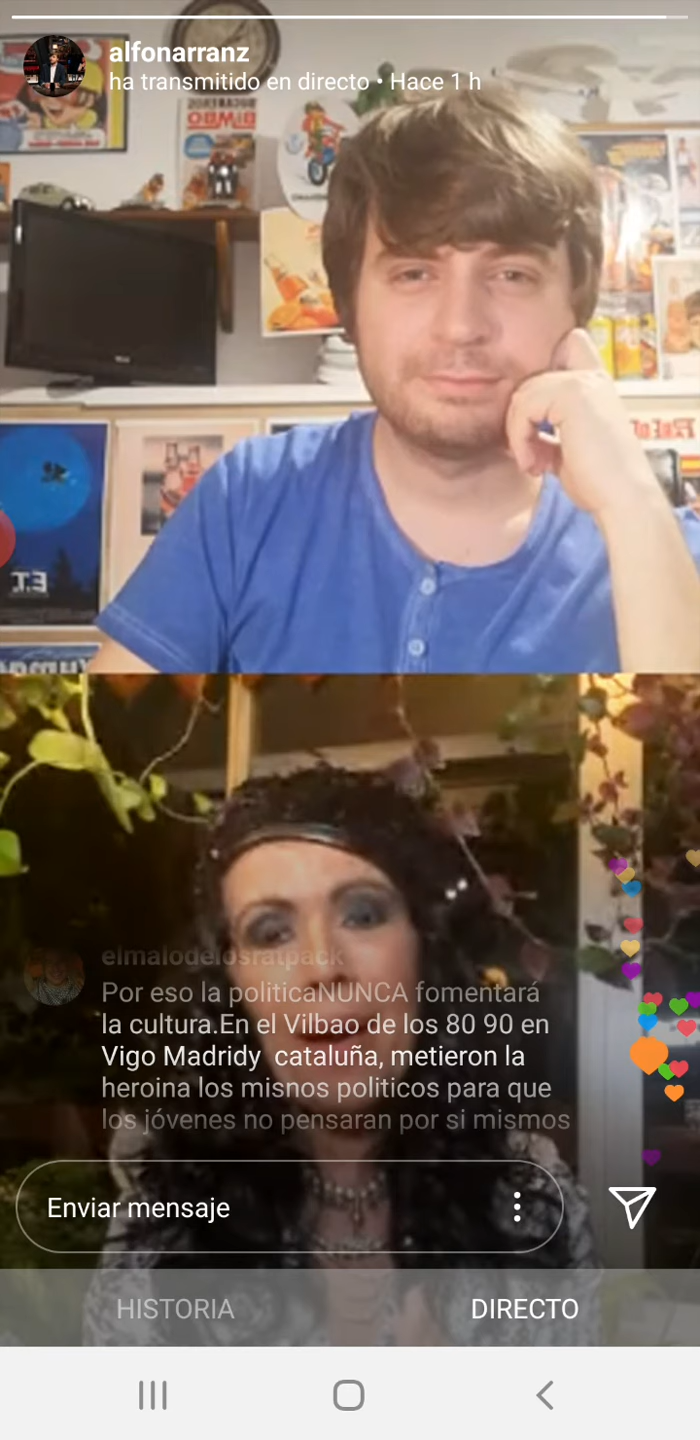 alfonarranz
ha transmitido en directo • Hace 1 h
BIMBO
E.T.
elmalodelosratpack
Por eso la politicaNUNCA fomentará
la cultura.En el Vilbao de los 80 90 en
Vigo Madridy cataluña, metieron la
heroina los misnos politicos para que
los jóvenes no pensaran por si mismos
Enviar mensaje
HISTORIA
DIRECTO